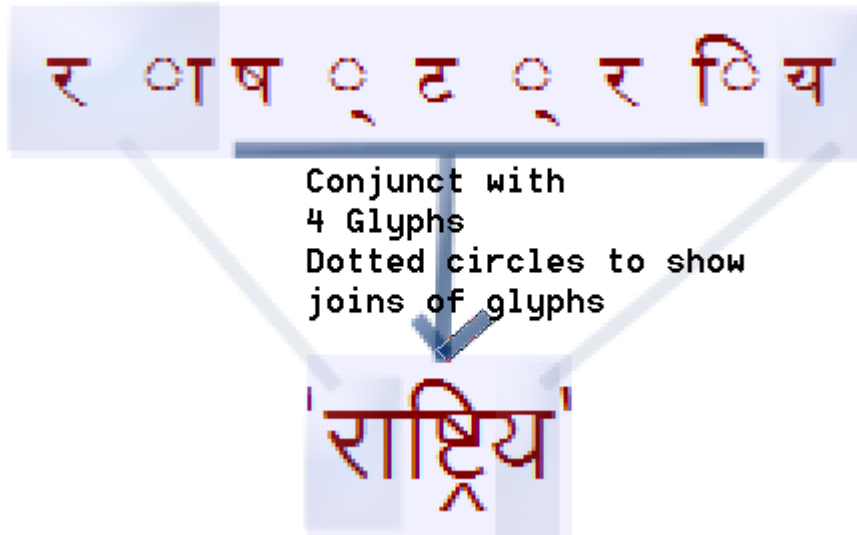 र ा ष ् ट ् र ि य
Conjunct with
4 Glyphs
Dotted circles to show
joins of glyphs
'राष्ट्रिय'